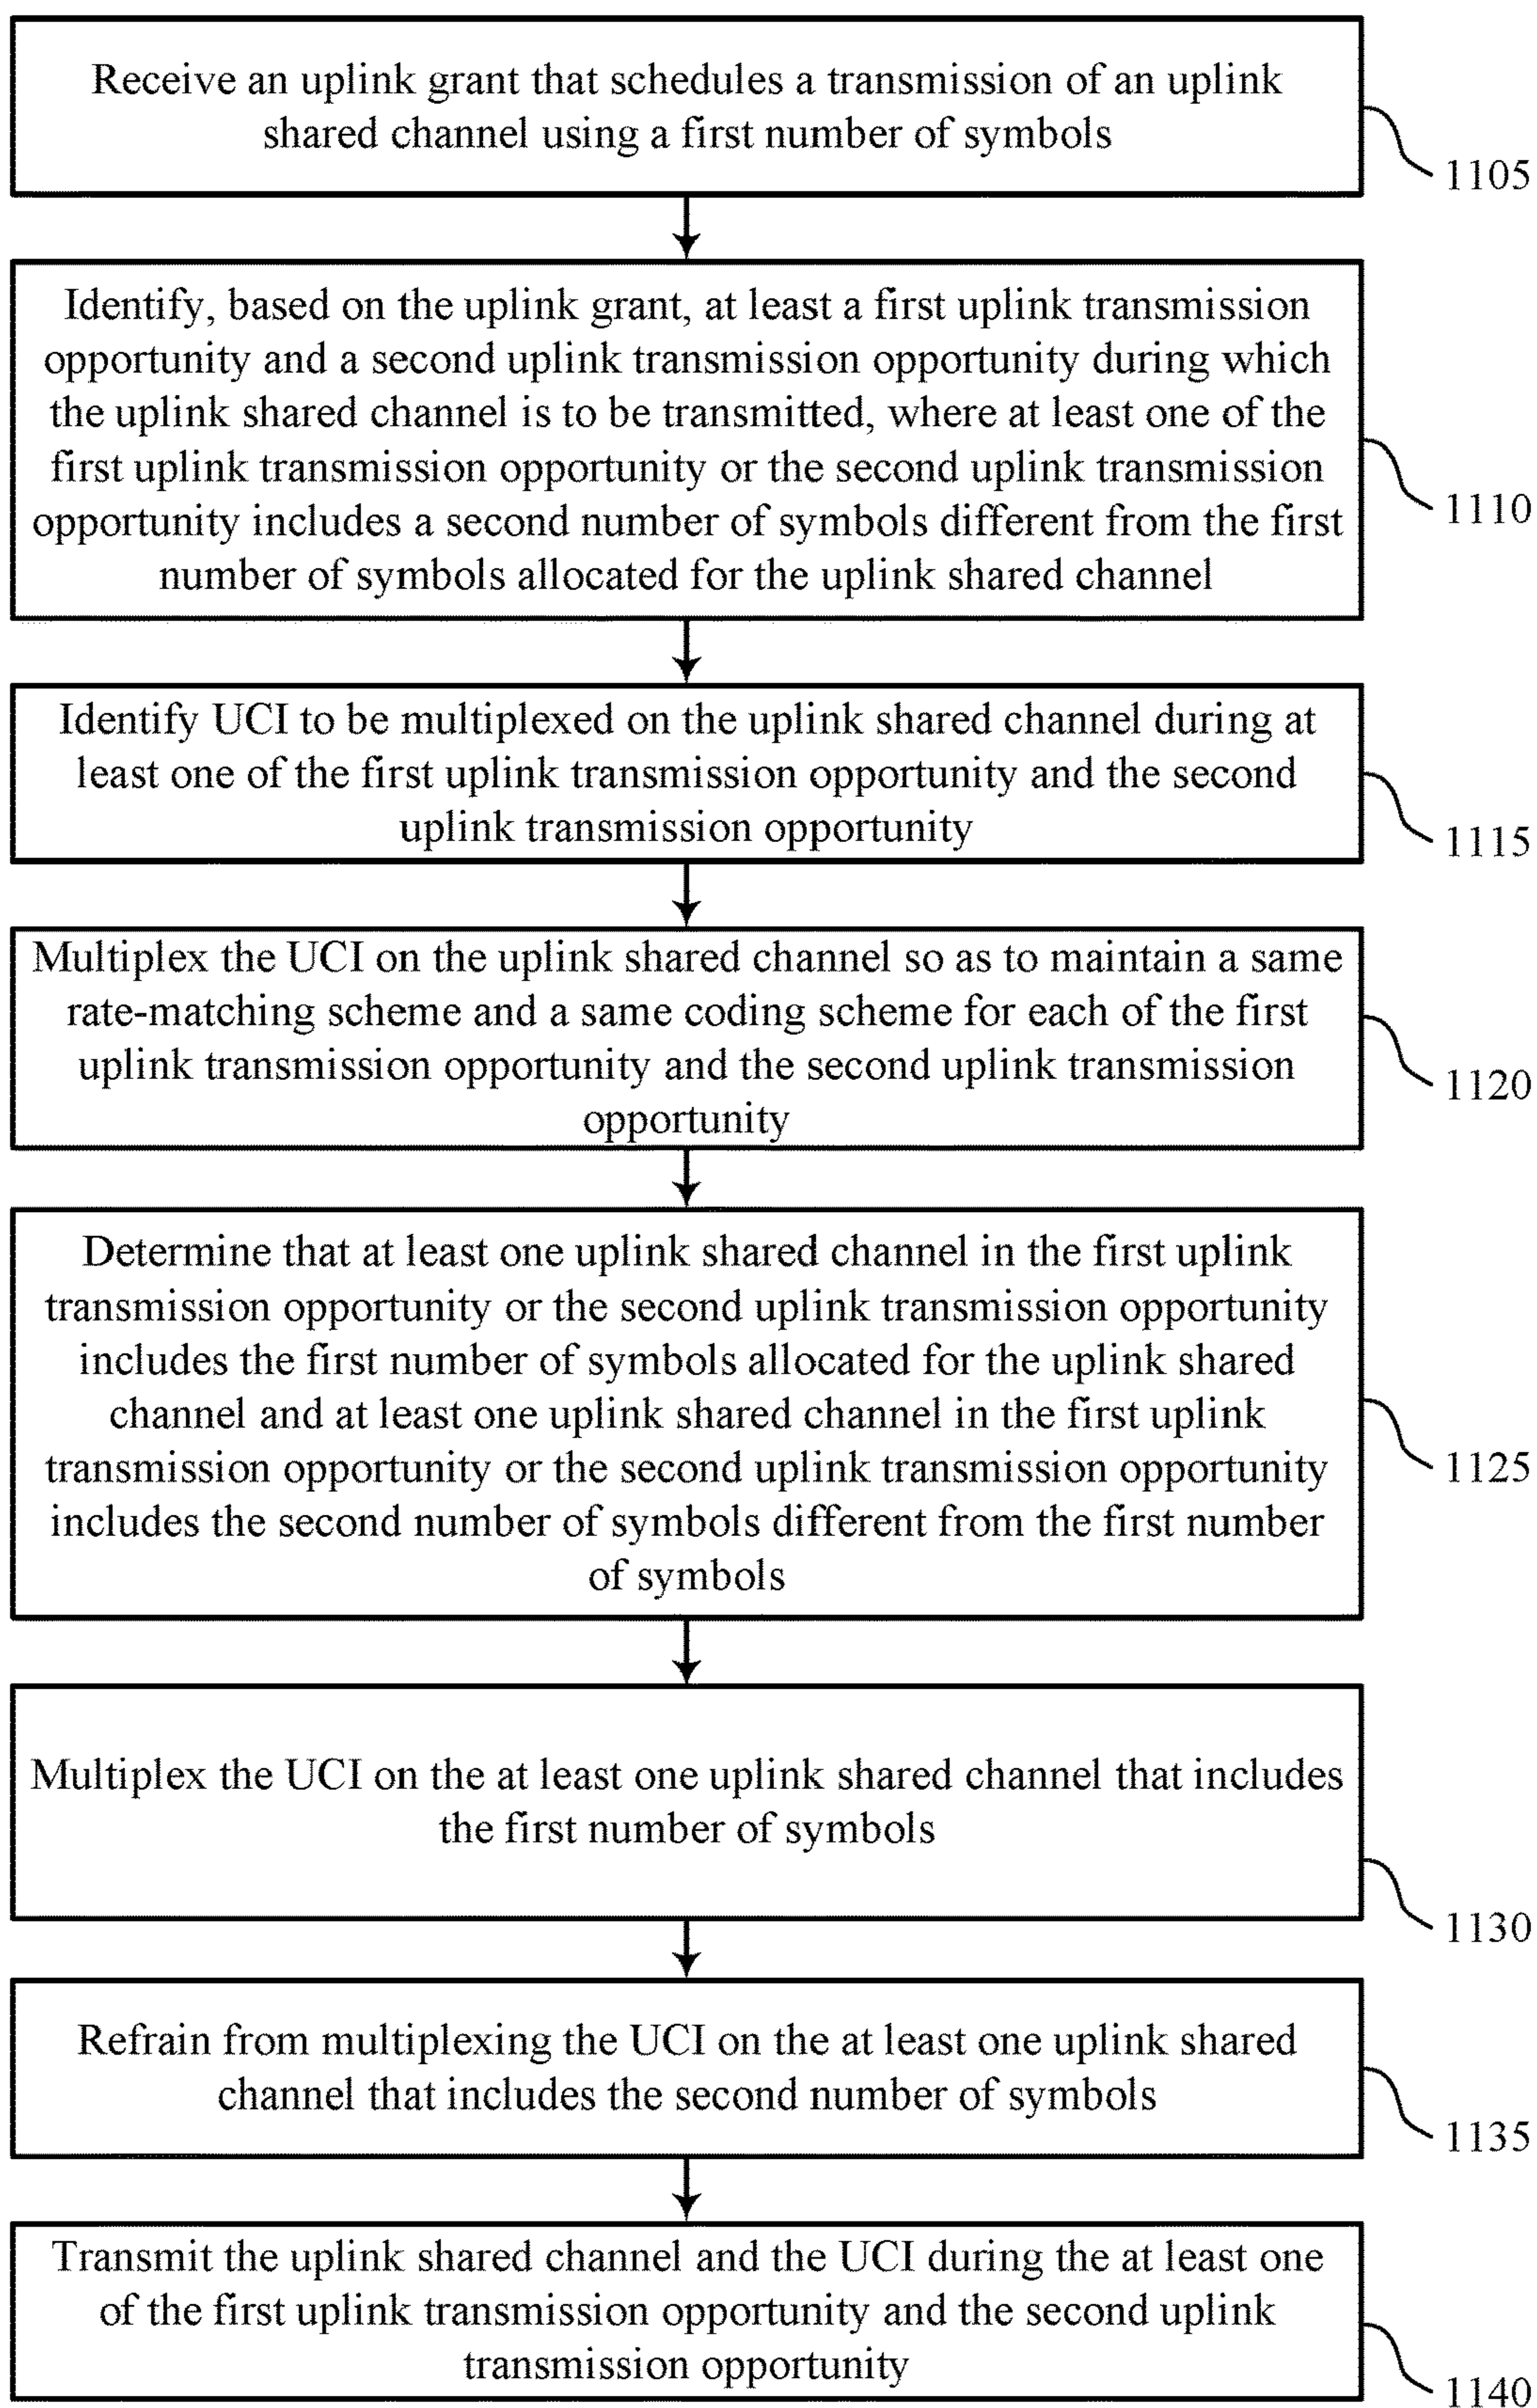 Receive an uplink grant that schedules a transmission of an uplink
shared channel using a first number of symbols
1105
Identify, based on the uplink grant, at least a first uplink transmission
opportunity and a second uplink transmission opportunity during which
the uplink shared channel is to be transmitted, where at least one of the
first uplink transmission opportunity or the second uplink transmission
opportunity includes a second number of symbols different from the first
number of symbols allocated for the uplink shared channel
1110
Identify UCI to be multiplexed on the uplink shared channel during at
least one of the first uplink transmission opportunity and the second
uplink transmission opportunity
1115
Multiplex the UCI on the uplink shared channel so as to maintain a same
rate-matching scheme and a same coding scheme for each of the first
uplink transmission opportunity and the second uplink transmission
opportunity
1120
Determine that at least one uplink shared channel in the first uplink
transmission opportunity or the second uplink transmission opportunity
includes the first number of symbols allocated for the uplink shared
channel and at least one uplink shared channel in the first uplink
transmission opportunity or the second uplink transmission opportunity
includes the second number of symbols different from the first number
of symbols
1125
Multiplex the UCI on the at least one uplink shared channel that includes
the first number of symbols
1130
Refrain from multiplexing the UCI on the at least one uplink shared
channel that includes the second number of symbols
1135
Transmit the uplink shared channel and the UCI during the at least one
of the first uplink transmission opportunity and the second uplink
transmission opportunity
1140